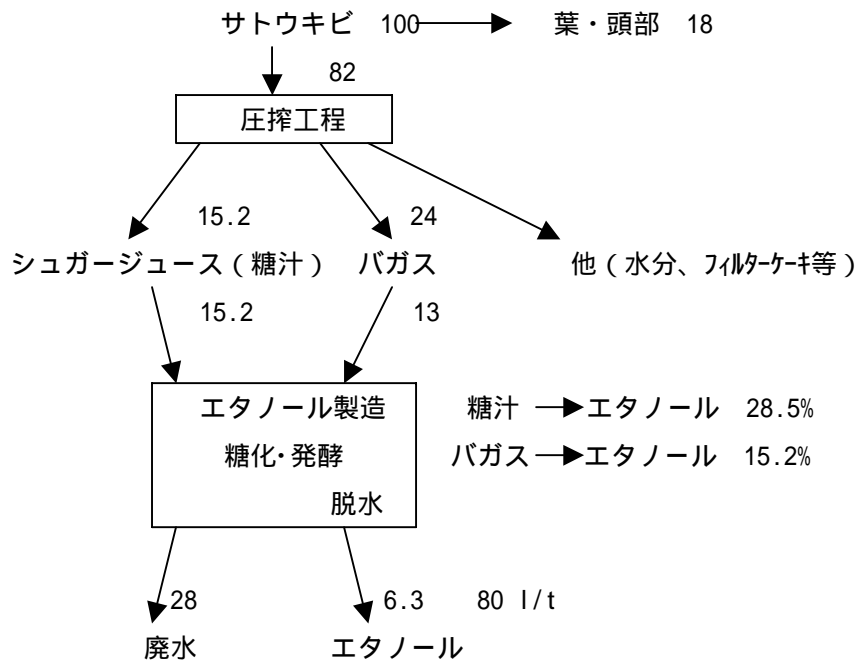 サトウキビ 100 葉・頭部 18
82
圧搾工程
15.2 24
シュガージュース(糖汁) バガス 他(水分、フィルターケーキ等)
15.2 13
エタノール製造 糖汁 エタノール 28.5%
糖化・発酵 バガス エタノール 15.2%
脱水
28 6.3 80 l/t
廃水 エタノール